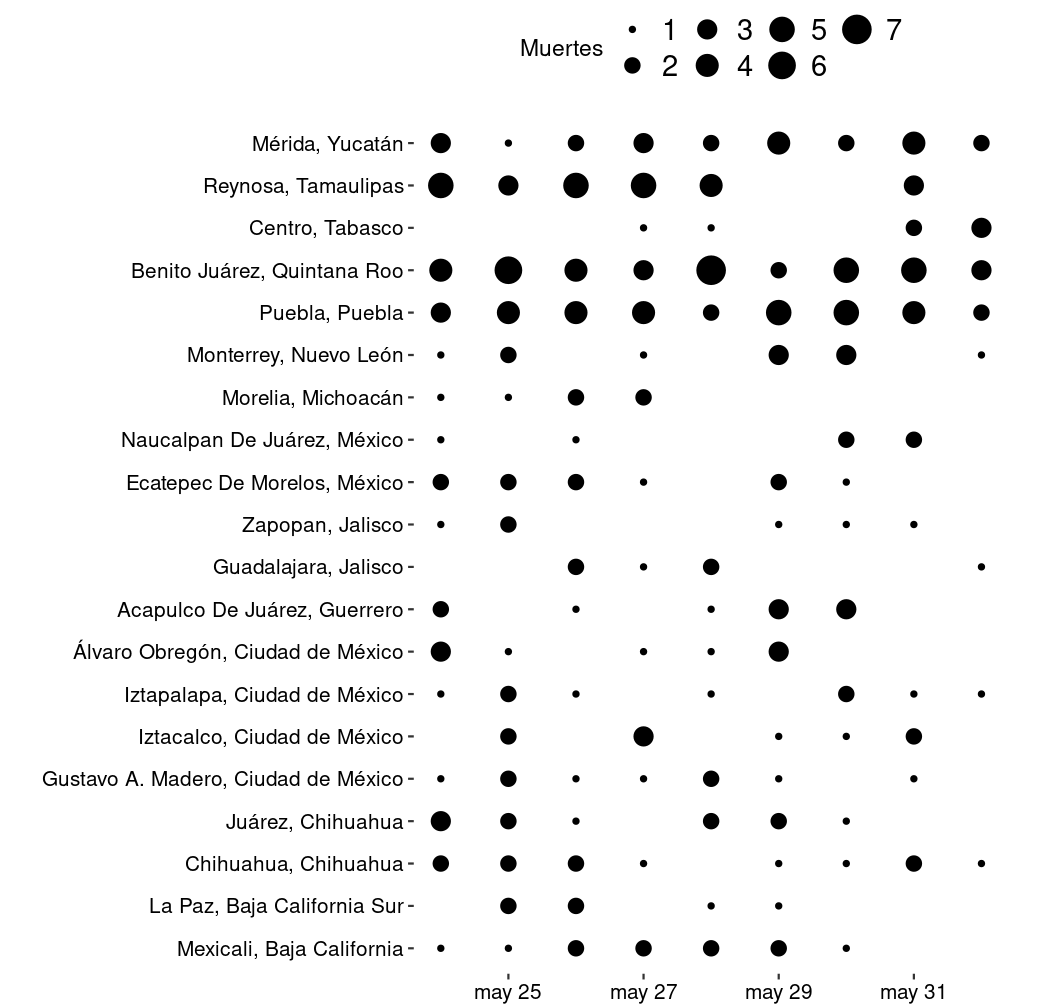 Muertes 1 3 5 7
2 4 6
Mérida, Yucatán
Reynosa, Tamaulipas
Centro, Tabasco
Benito Juárez, Quintana Roo
Puebla, Puebla
Monterrey, Nuevo León
Morelia, Michoacán
Naucalpan De Juárez, México
Ecatepec De Morelos, México
Zapopan, Jalisco
Guadalajara, Jalisco
Acapulco De Juárez, Guerrero
Álvaro Obregón, Ciudad de México
Iztapalapa, Ciudad de México
Iztacalco, Ciudad de México
Gustavo A. Madero, Ciudad de México
Juárez, Chihuahua
Chihuahua, Chihuahua
La Paz, Baja California Sur
Mexicali, Baja California
may 25 may 27 may 29 may 31